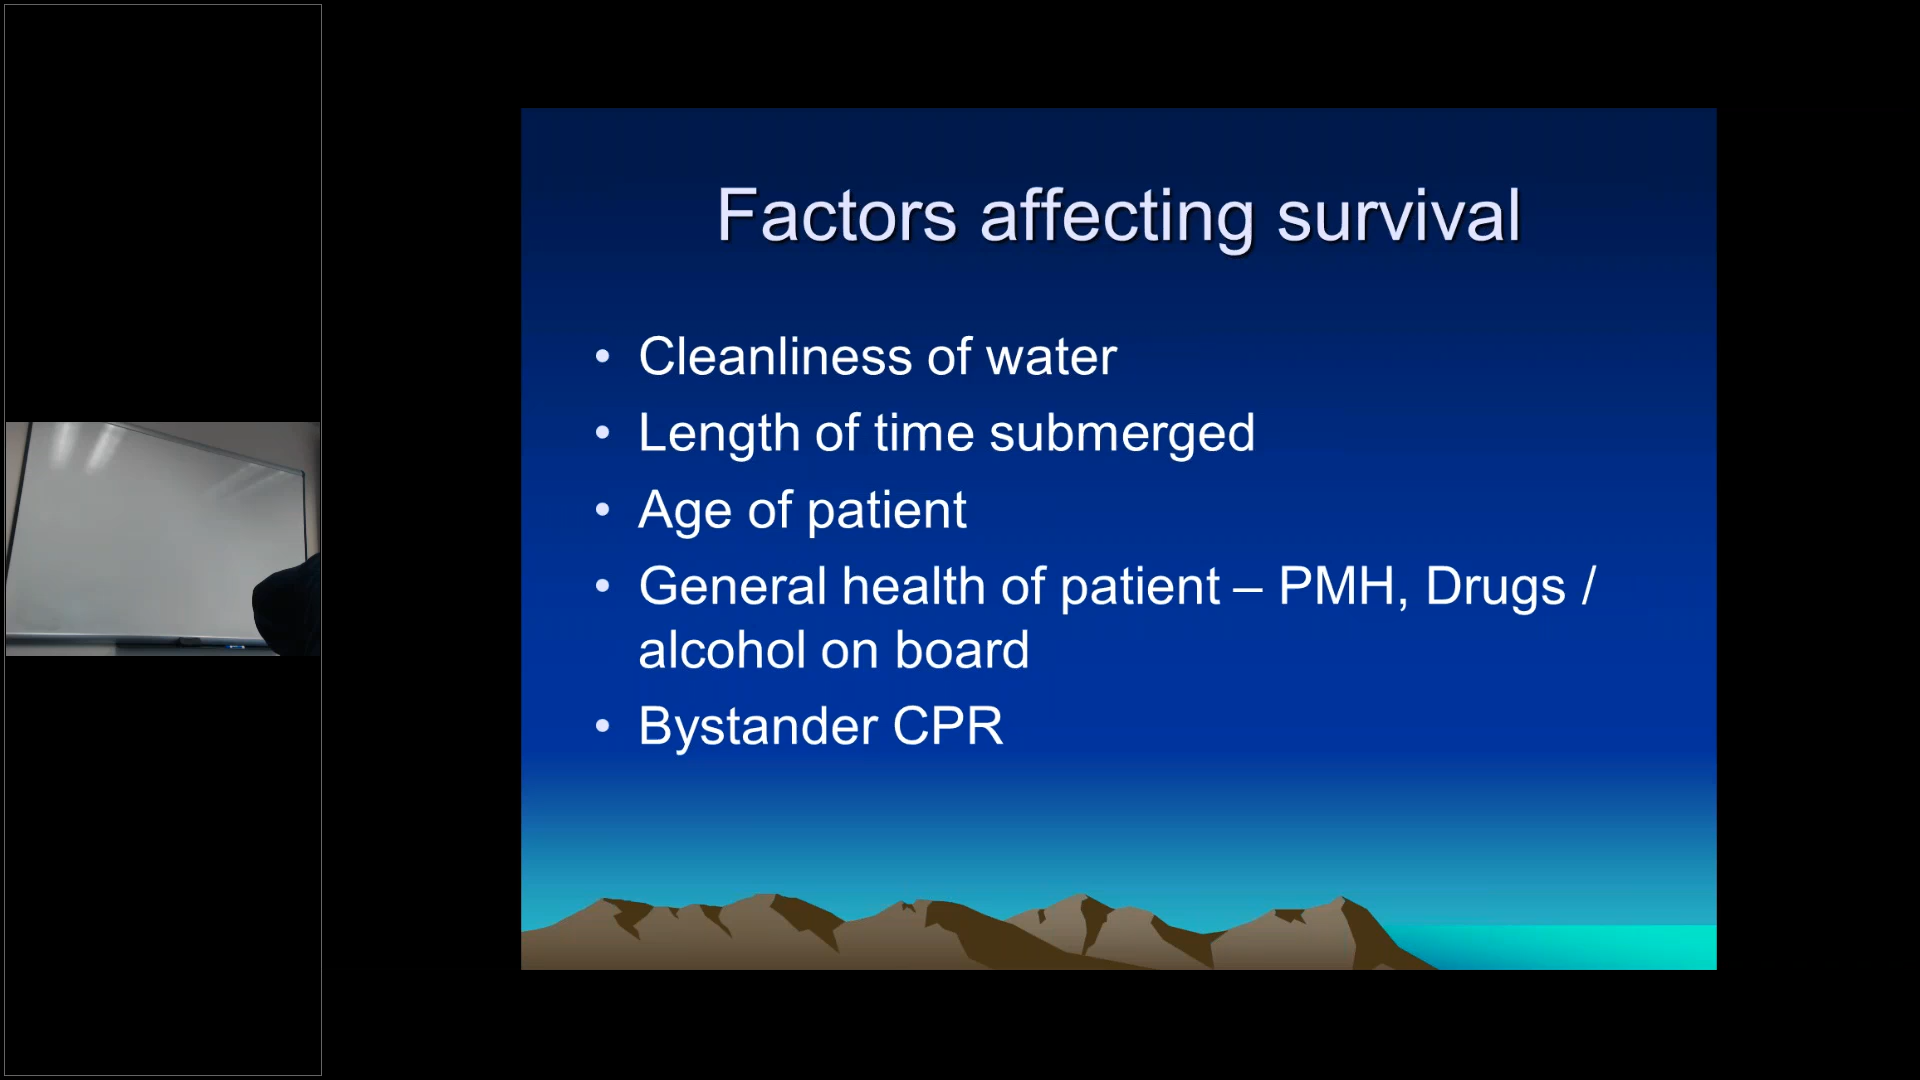 Factors affecting survival
• Cleanliness of water
• Length of time submerged
• Age of patient
• General health of patient – PMH, Drugs /
alcohol on board
• Bystander CPR